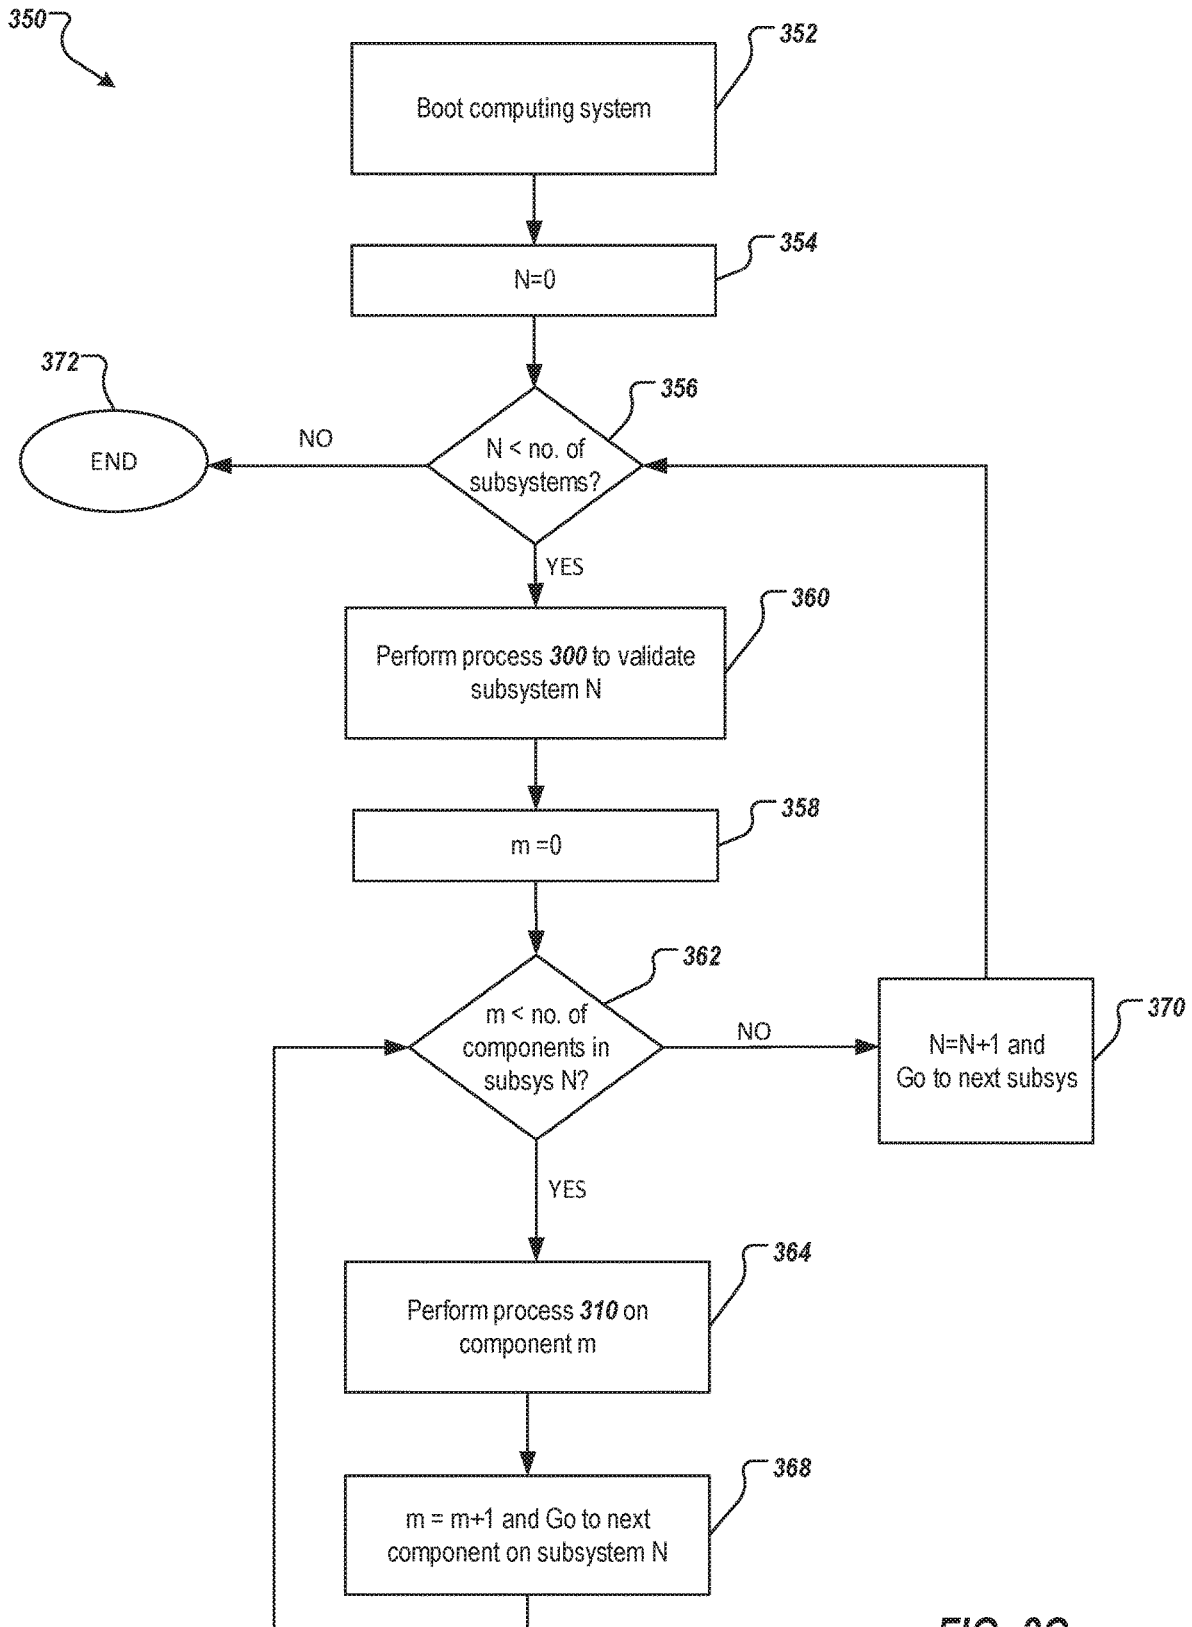 350
352
Boot computing system
354
N=0
372
356
END
NO
N < no. of
subsystems?
YES
360
Perform process 300 to validate
subsystem N
358
m =0
362
m < no. of
components in
subsys N?
NO
370
N=N+1 and
Go to next subsys
YES
364
Perform process 310 on
component m
368
m = m+1 and Go to next
component on subsystem N